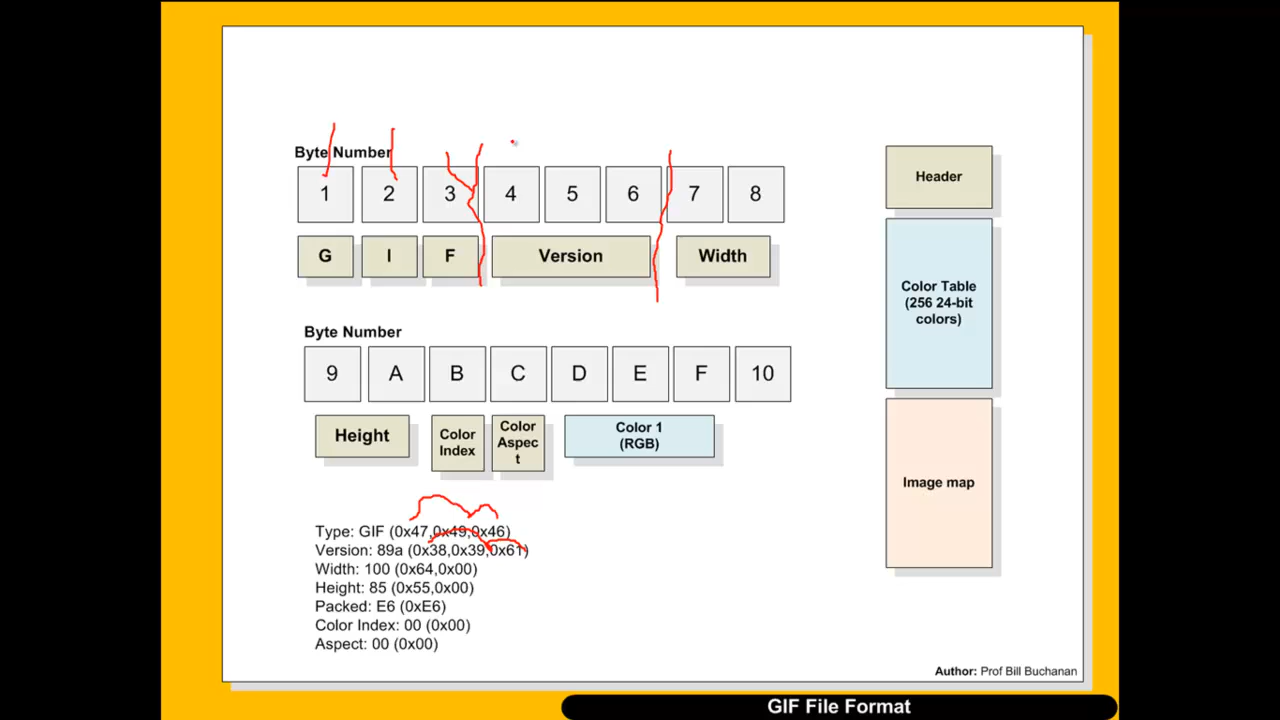 Byte Number
1 2 3 4 5 6 7 8
G I F Version Width
Byte Number
9 A B C D E F 10
Height
Color
Index
Color
Aspec
t
Color 1
(RGB)
Type: GIF (0x47,0x49,0x46)
Version: 89a (0x38,0x39,0x61)
Width: 100 (0x64,0x00)
Height: 85 (0x55,0x00)
Packed: E6 (0xE6)
Color Index: 00 (0x00)
Aspect: 00 (0x00)
Header
Color Table
(256 24-bit
colors)
Image map
Author: Prof Bill Buchanan
GIF File Format